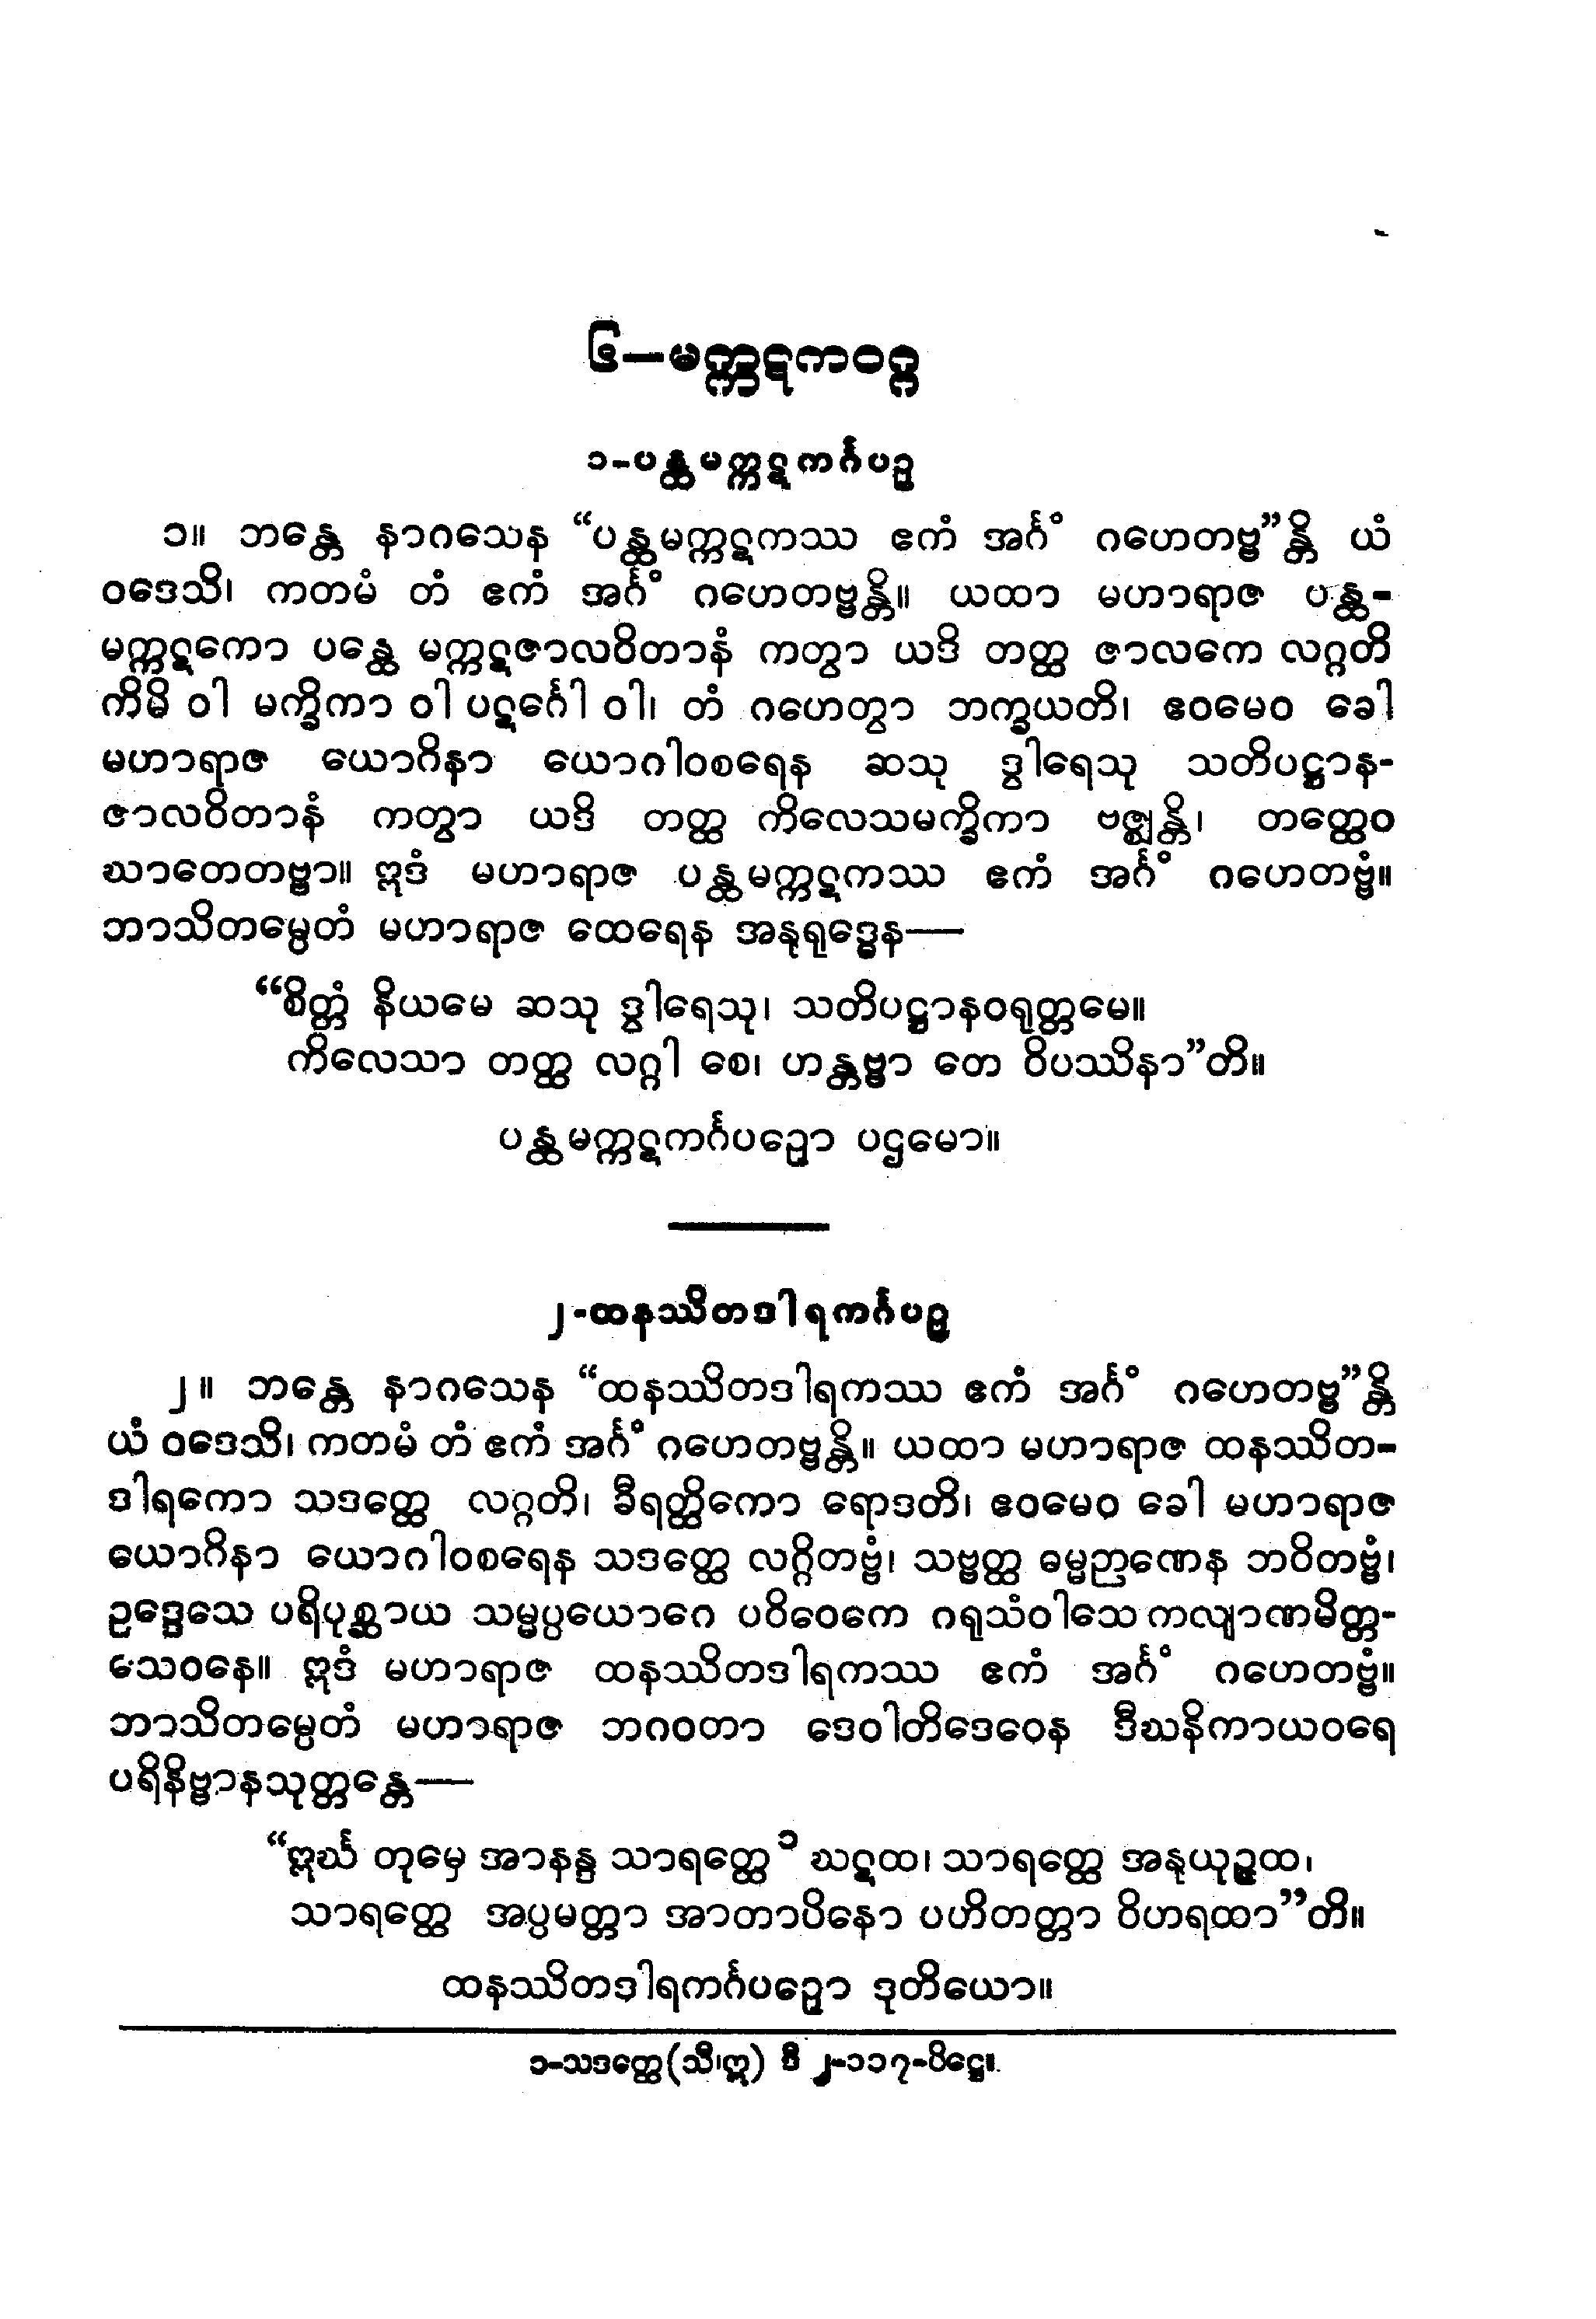 ၆—မက္ကဋကဝဂ္ဂ
၁-ပန္ထမက္ကဋကင်္ဂပဉှ
၁။ ဘန္တေ နာဂသေန “ပန္ထမက္ကဋကဿ ဧကံ အင်္ဂံ ဂဟေတဗ္ဗ”န္တိ ယံ
ဝဒေသိ၊ ကတမံ တံ ဧကံ အင်္ဂံ ဂဟေတဗ္ဗန္တိ။ ယထာ မဟာရာဇ ပန္ထ-
မက္ကဋကော ပန္ထေ မက္ကဋဇာလဝိတာနံ ကတွာ ယဒိ တတ္ထ ဇာလကေ လဂ္ဂတိ
ကိမိ ဝါ မက္ခိကာ ဝါ ပဋင်္ဂေါ ဝါ၊ တံ ဂဟေတွာ ဘက္ခယတိ၊ ဧဝမေဝ ခေါ
မဟာရာဇ ယောဂိနာ ယောဂါဝစရေန ဆသု ဒွါရေသု သတိပဋ္ဌာန-
ဇာလဝိတာနံ ကတွာ ယဒိ တတ္ထ ကိလေသမက္ခိကာ ဗဇ္ဈန္တိ၊ တတ္ထေဝ
ဃာတေတဗ္ဗာ။ ဣဒံ မဟာရာဇ ပန္ထမက္ကဋကဿ ဧကံ အင်္ဂံ ဂဟေတဗ္ဗံ။
ဘာသိတမ္ပေတံ မဟာရာဇ ထေရေန အနုရုဒ္ဓေန—
“စိတ္တံ နိယမေ ဆသု ဒွါရေသု၊ သတိပဋ္ဌာနဝရုတ္တမေ။
ကိလေသာ တတ္ထ လဂ္ဂါ စေ၊ ဟန္တဗ္ဗာ တေ ဝိပဿိနာ”တိ။
ပန္ထမက္ကဋကင်္ဂပဉှော ပဌမော။
၂-ထနဿိတဒါရကင်္ဂပဉှ
၂။ ဘန္တေ နာဂသေန “ထနဿိတဒါရကဿ ဧကံ အင်္ဂံ ဂဟေတဗ္ဗ”န္တိ
ယံ ဝဒေသိ၊ ကတမံ တံ ဧကံ အင်္ဂံ ဂဟေတဗ္ဗန္တိ။ ယထာ မဟာရာဇ ထနဿိတ-
ဒါရကော သဒတ္ထေ လဂ္ဂတိ၊ ခီရတ္ထိကော ရောဒတိ၊ ဧဝမေဝ ခေါ မဟာရာဇ
ယောဂိနာ ယောဂါဝစရေန သဒတ္ထေ လဂ္ဂိတဗ္ဗံ၊ သဗ္ဗတ္ထ ဓမ္မဉာဏေန ဘဝိတဗ္ဗံ၊
ဥဒ္ဒေသေ ပရိပုစ္ဆာယ သမ္မပ္ပယောဂေ ပဝိဝေကေ ဂရုသံဝါသေ ကလျာဏမိတ္တ-
သေဝနေ။ ဣဒံ မဟာရာဇ ထနဿိတဒါရကဿ ဧကံ အင်္ဂံ ဂဟေတဗ္ဗံ။
ဘာသိတမ္ပေတံ မဟာရာဇ ဘဂဝတာ ဒေဝါတိဒေဝေန ဒီဃနိကာယဝရေ
ပရိနိဗ္ဗာနသုတ္တန္တေ—
“ဣင်္ဃ တုမှေ အာနန္ဒ သာရတ္ထေ ၁ ဃဋထ၊ သာရတ္ထေ အနုယုဉ္ဇထ၊
သာရတ္ထေ အပ္ပမတ္တာ အာတာပိနော ပဟိတတ္တာ ဝိဟရထာ”တိ။
ထနဿိတဒါရကင်္ဂပဉှော ဒုတိယော။
၁-သဒတ္ထေ(သီ၊ဣ) ဒီ ၂-၁၁၇-ပိဋ္ဌေ။